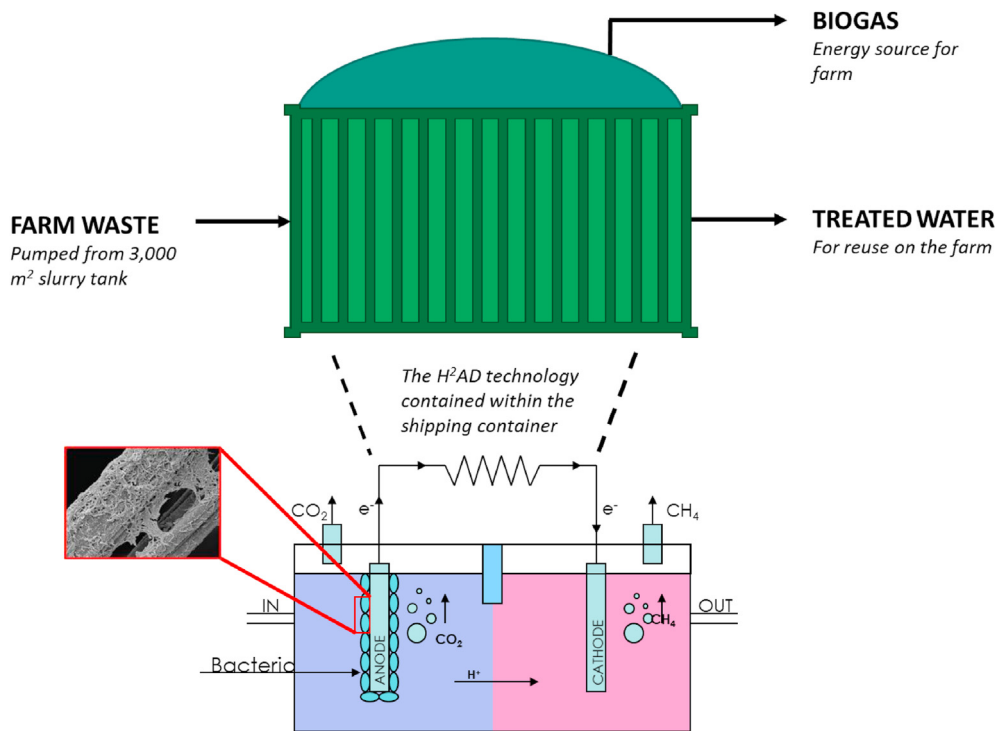 BIOGAS
Energy source for
farm
FARM WASTE
Pumped from 3,000
m² slurry tank
TREATED WATER
For reuse on the farm
The H²AD technology
contained within the
shipping container
CO₂
e⁻
e⁻
CH₄
IN
OUT
ANODE
CO₂
CATHODE
CH₄
Bacteria
H⁺